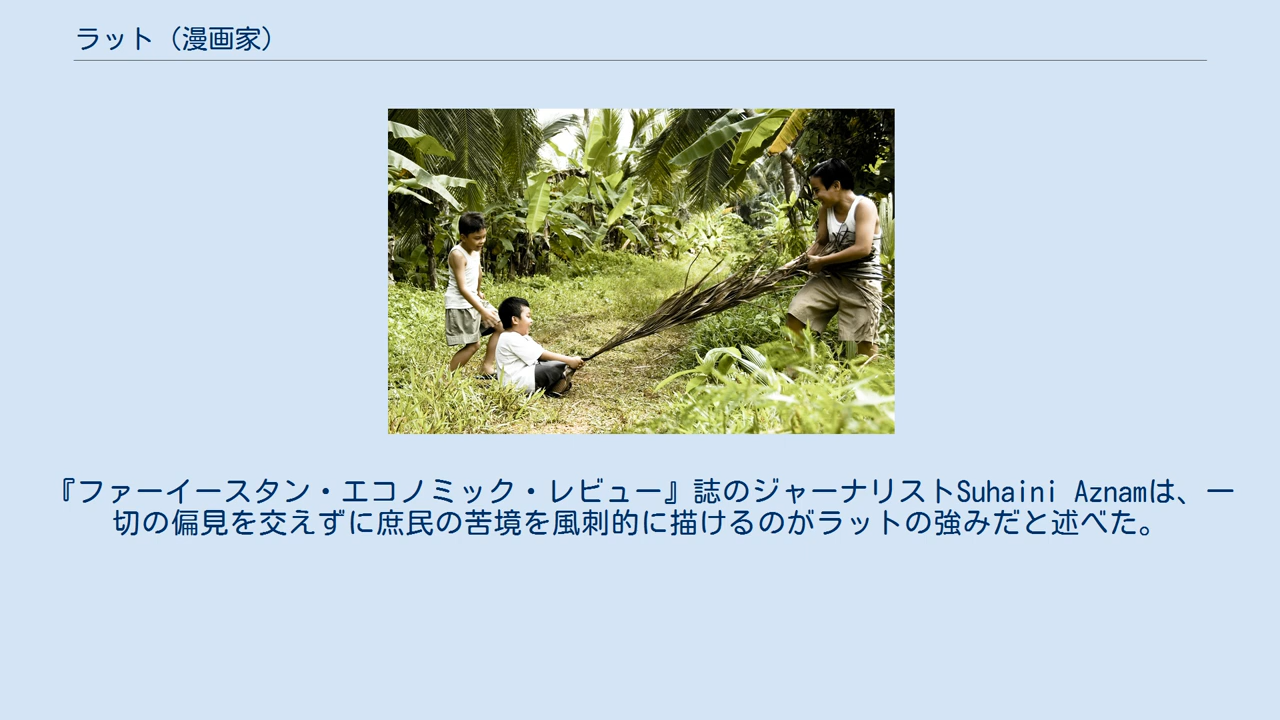 ラット（漫画家）
『ファーイースタン・エコノミック・レビュー』誌のジャーナリストSuhaini Aznamは、一
切の偏見を交えずに庶民の苦境を風刺的に描けるのがラットの強みだと述べた。